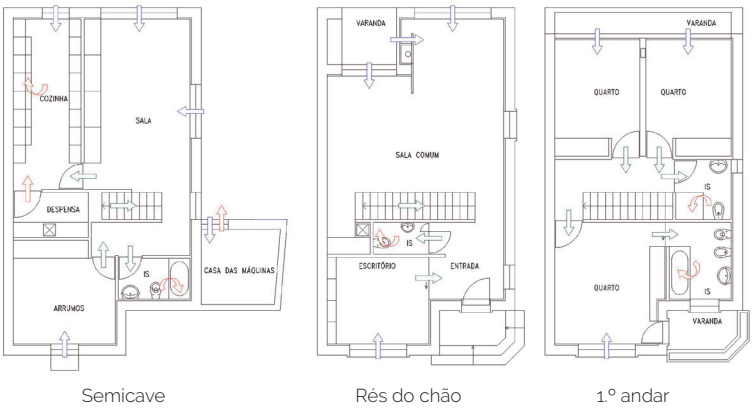 COZINHA
SALA
DESPENSA
IS
CASA DAS MÁQUINAS
ARRUMOS
Semicave
VARANDA
SALA COMUM
IS
ESCRITÓRIO
ENTRADA
Rés do chão
VARANDA
QUARTO
QUARTO
IS
IS
QUARTO
VARANDA
1.º andar